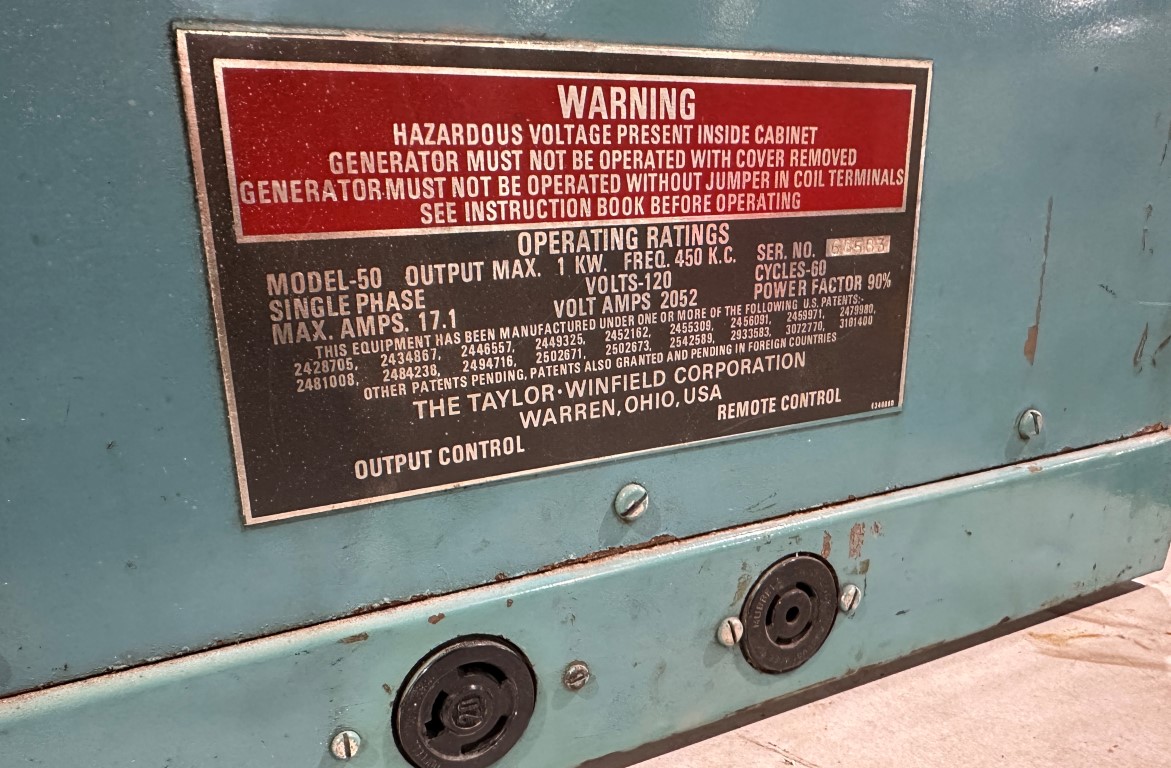 WARNING
HAZARDOUS VOLTAGE PRESENT INSIDE CABINET
GENERATOR MUST NOT BE OPERATED WITH COVER REMOVED
GENERATOR MUST NOT BE OPERATED WITHOUT JUMPER IN COIL TERMINALS
SEE INSTRUCTION BOOK BEFORE OPERATING
OPERATING RATINGS
MODEL-50 OUTPUT MAX. 1 KW. FREQ. 450 K.C. SER. NO.
SINGLE PHASE VOLTS-120 CYCLES-60
MAX. AMPS. 17.1 VOLT AMPS 2052 POWER FACTOR 90%
THIS EQUIPMENT HAS BEEN MANUFACTURED UNDER ONE OR MORE OF THE FOLLOWING U.S. PATENTS:-
2428705, 2434867, 2446557, 2449325, 2452162, 2455309, 2456091, 2459971, 2479980,
2481008, 2484238, 2494716, 2502671, 2502673, 2542589, 2933583, 3072770, 3101400
OTHER PATENTS PENDING, PATENTS ALSO GRANTED AND PENDING IN FOREIGN COUNTRIES
THE TAYLOR·WINFIELD CORPORATION
WARREN, OHIO, USA
OUTPUT CONTROL REMOTE CONTROL
HUBBELL
20